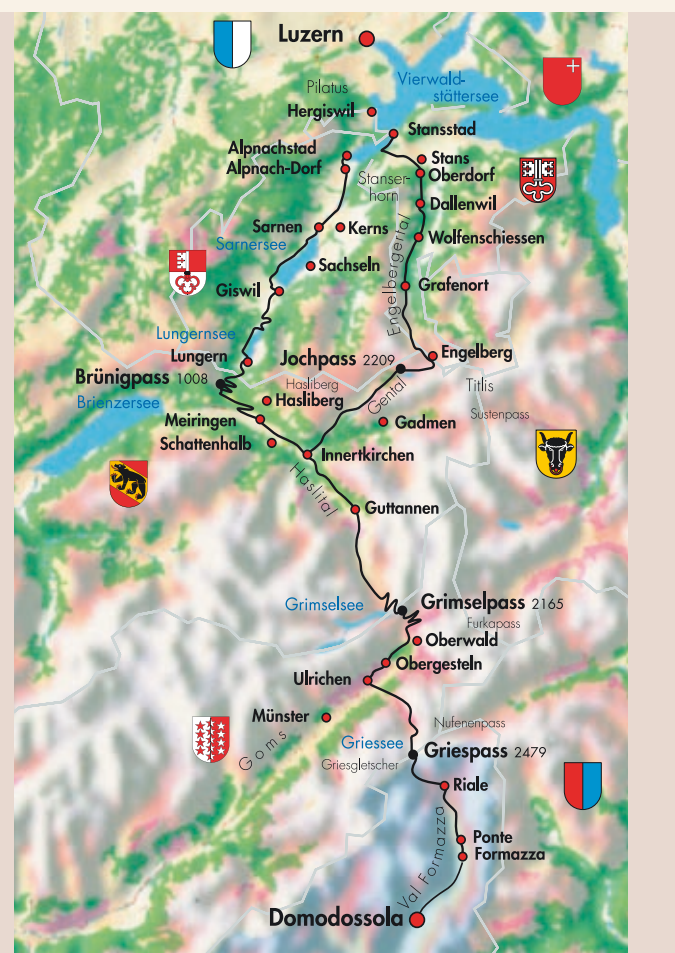 Luzern
Pilatus
Vierwald-
stättersee
Hergiswil
Stansstad
Alpnachstad
Alpnach-Dorf
Stans
Oberdorf
Stanser-
horn
Dallenwil
Sarnen
Kerns
Wolfenschiessen
Sarnersee
Sachseln
Engelbergertal
Giswil
Grafenort
Lungernsee
Lungern
Jochpass 2209
Engelberg
Brünigpass 1008
Hasliberg
Titlis
Brienzersee
Hasliberg
Gental
Sustenpass
Meiringen
Gadmen
Schattenhalb
Innertkirchen
Haslital
Guttannen
Grimselsee
Grimselpass 2165
Furkapass
Oberwald
Obergesteln
Ulrichen
Münster
Nufenenpass
Goms
Griessee
Griespass 2479
Griesgletscher
Riale
Val Formazza
Ponte
Formazza
Domodossola